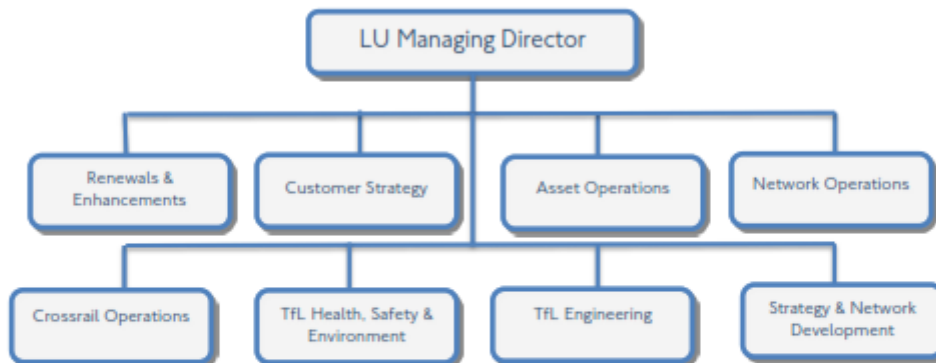 LU Managing Director
Renewals &
Enhancements
Customer Strategy
Asset Operations
Network Operations
Crossrail Operations
TfL Health, Safety &
Environment
TfL Engineering
Strategy & Network
Development